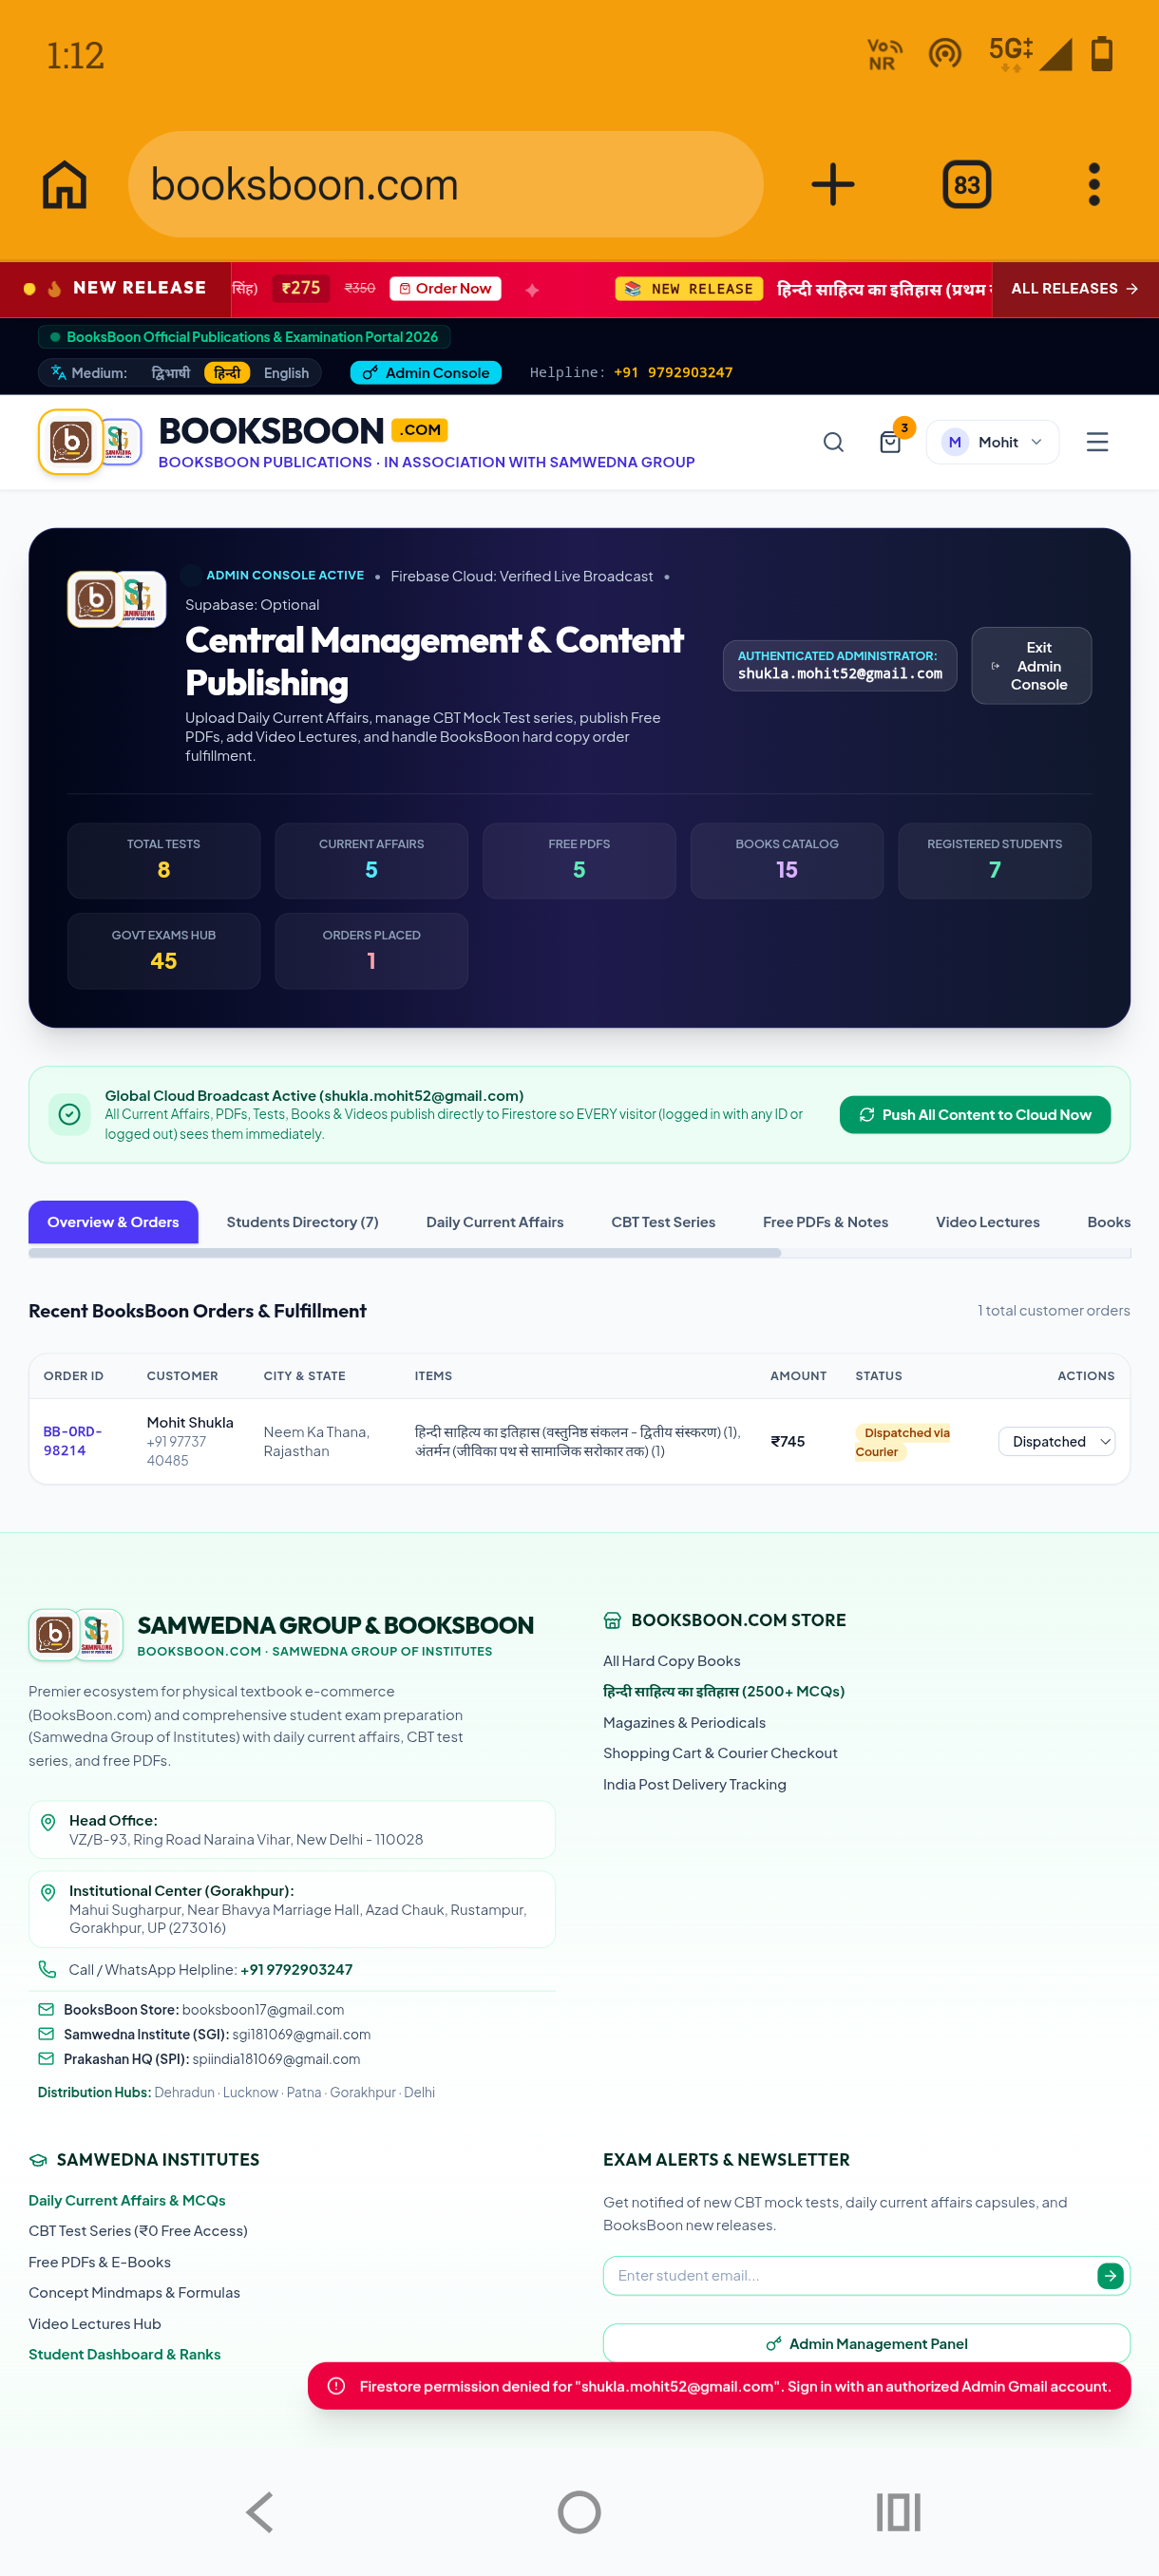 1:12
Vo NR 5G
booksboon.com
83
NEW RELEASE
सिंह) ₹275 ₹350 Order Now
NEW RELEASE हिन्दी साहित्य का इतिहास (प्रथम
ALL RELEASES →
BooksBoon Official Publications & Examination Portal 2026
Medium: द्विभाषी हिन्दी English Admin Console Helpline: +91 9792903247
BOOKSBOON .COM
BOOKSBOON PUBLICATIONS · IN ASSOCIATION WITH SAMWEDNA GROUP
3
M Mohit
ADMIN CONSOLE ACTIVE • Firebase Cloud: Verified Live Broadcast •
Supabase: Optional
Central Management & Content
Publishing
Upload Daily Current Affairs, manage CBT Mock Test series, publish Free
PDFs, add Video Lectures, and handle BooksBoon hard copy order
fulfillment.
AUTHENTICATED ADMINISTRATOR:
shukla.mohit52@gmail.com
Exit
Admin
Console
TOTAL TESTS
8
CURRENT AFFAIRS
5
FREE PDFS
5
BOOKS CATALOG
15
REGISTERED STUDENTS
7
GOVT EXAMS HUB
45
ORDERS PLACED
1
Global Cloud Broadcast Active (shukla.mohit52@gmail.com)
All Current Affairs, PDFs, Tests, Books & Videos publish directly to Firestore so EVERY visitor (logged in with any ID or
logged out) sees them immediately.
Push All Content to Cloud Now
Overview & Orders Students Directory (7) Daily Current Affairs CBT Test Series Free PDFs & Notes Video Lectures Books
Recent BooksBoon Orders & Fulfillment
1 total customer orders
ORDER ID CUSTOMER CITY & STATE ITEMS AMOUNT STATUS ACTIONS
BB-ORD-
98214
Mohit Shukla
+91 97737
40485
Neem Ka Thana,
Rajasthan
हिन्दी साहित्य का इतिहास (वस्तुनिष्ठ संकलन - द्वितीय संस्करण) (1),
अंतर्मन (जीविका पथ से सामाजिक सरोकार तक) (1)
₹745
Dispatched via
Courier
Dispatched
SAMWEDNA GROUP & BOOKSBOON
BOOKSBOON.COM · SAMWEDNA GROUP OF INSTITUTES
Premier ecosystem for physical textbook e-commerce
(BooksBoon.com) and comprehensive student exam preparation
(Samwedna Group of Institutes) with daily current affairs, CBT test
series, and free PDFs.
Head Office:
VZ/B-93, Ring Road Naraina Vihar, New Delhi - 110028
Institutional Center (Gorakhpur):
Mahui Sugharpur, Near Bhavya Marriage Hall, Azad Chauk, Rustampur,
Gorakhpur, UP (273016)
Call / WhatsApp Helpline: +91 9792903247
BooksBoon Store: booksboon17@gmail.com
Samwedna Institute (SGI): sgi181069@gmail.com
Prakashan HQ (SPI): spiindia181069@gmail.com
Distribution Hubs: Dehradun · Lucknow · Patna · Gorakhpur · Delhi
BOOKSBOON.COM STORE
All Hard Copy Books
हिन्दी साहित्य का इतिहास (2500+ MCQs)
Magazines & Periodicals
Shopping Cart & Courier Checkout
India Post Delivery Tracking
SAMWEDNA INSTITUTES
Daily Current Affairs & MCQs
CBT Test Series (₹0 Free Access)
Free PDFs & E-Books
Concept Mindmaps & Formulas
Video Lectures Hub
Student Dashboard & Ranks
EXAM ALERTS & NEWSLETTER
Get notified of new CBT mock tests, daily current affairs capsules, and
BooksBoon new releases.
Enter student email...
Admin Management Panel
Firestore permission denied for "shukla.mohit52@gmail.com". Sign in with an authorized Admin Gmail account.